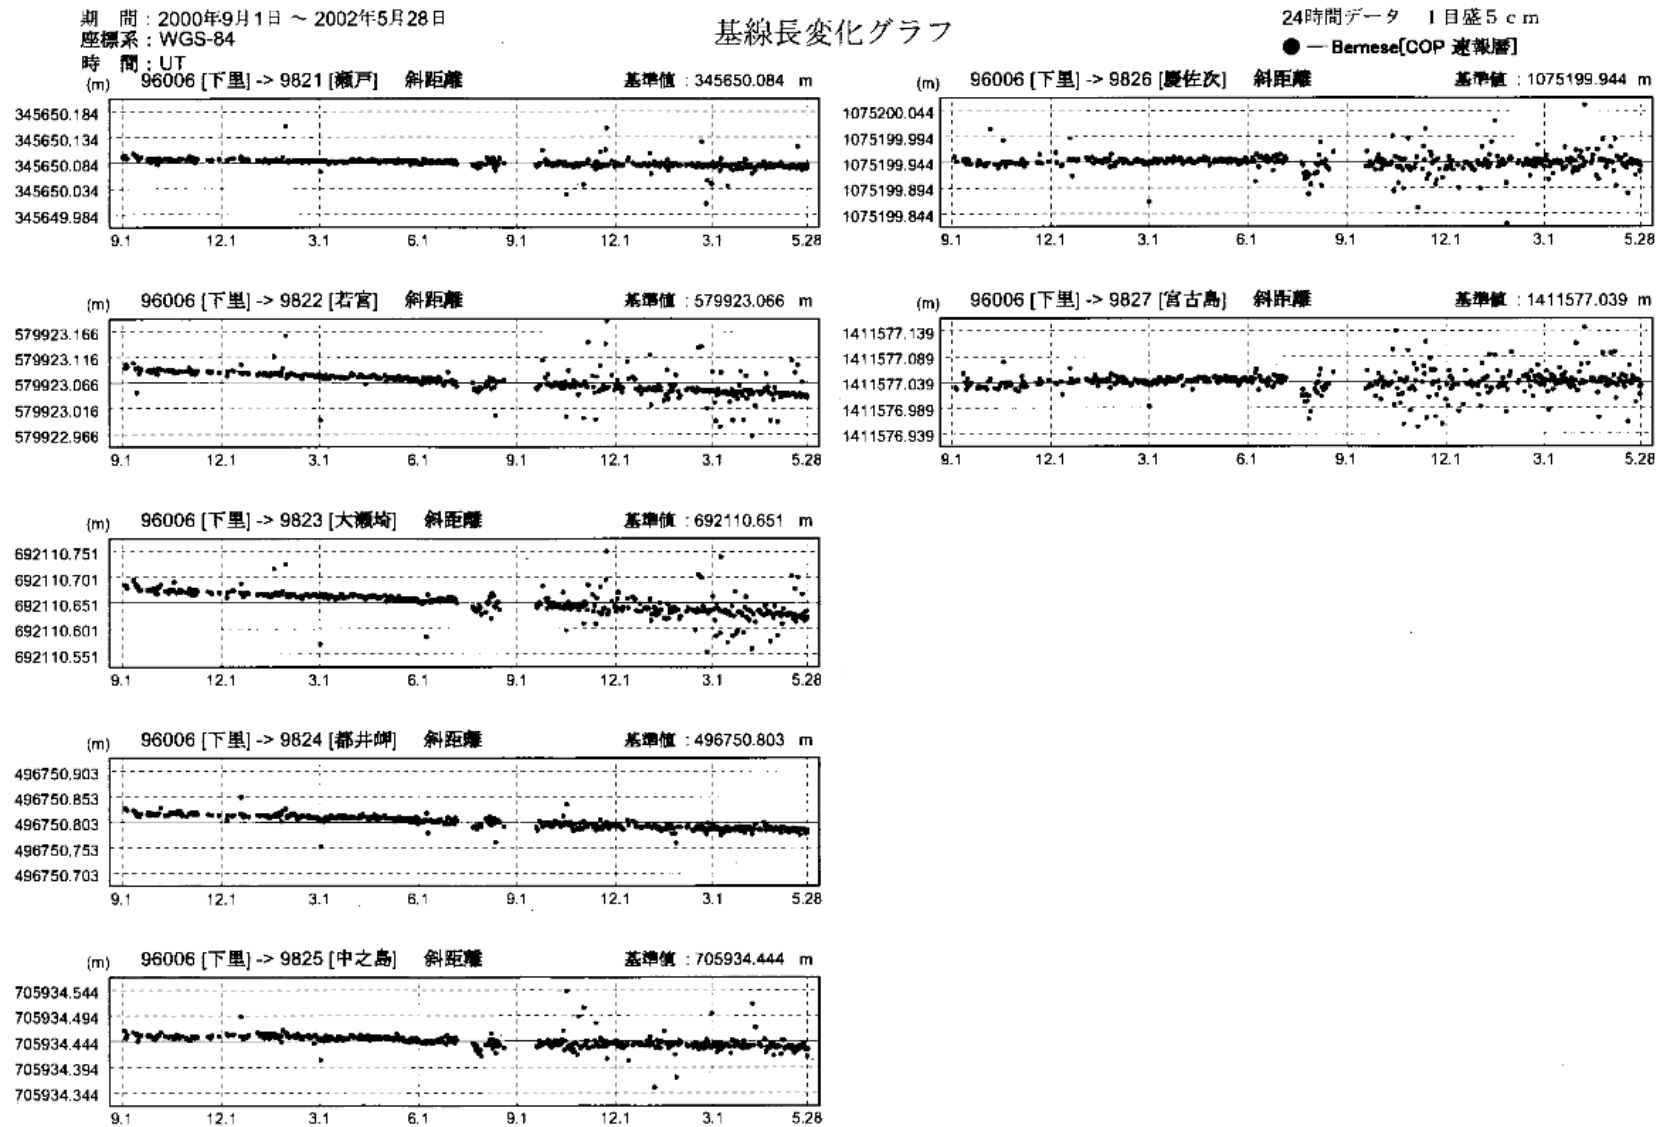 期　間：2000年9月1日 ～ 2002年5月28日
座標系：WGS-84
時　間：UT
基線長変化グラフ
24時間データ　1目盛5cm
● — Bernese[COP 速報暦]
(m) 96006 [下里] -> 9821 [瀬戸]　斜距離　基準値：345650.084 m
345650.184
345650.134
345650.084
345650.034
345649.984
9.1 12.1 3.1 6.1 9.1 12.1 3.1 5.28
(m) 96006 [下里] -> 9822 [若宮]　斜距離　基準値：579923.066 m
579923.166
579923.116
579923.066
579923.016
579922.966
9.1 12.1 3.1 6.1 9.1 12.1 3.1 5.28
(m) 96006 [下里] -> 9823 [大瀬埼]　斜距離　基準値：692110.651 m
692110.751
692110.701
692110.651
692110.601
692110.551
9.1 12.1 3.1 6.1 9.1 12.1 3.1 5.28
(m) 96006 [下里] -> 9824 [都井岬]　斜距離　基準値：496750.803 m
496750.903
496750.853
496750.803
496750.753
496750.703
9.1 12.1 3.1 6.1 9.1 12.1 3.1 5.28
(m) 96006 [下里] -> 9825 [中之島]　斜距離　基準値：705934.444 m
705934.544
705934.494
705934.444
705934.394
705934.344
9.1 12.1 3.1 6.1 9.1 12.1 3.1 5.28
(m) 96006 [下里] -> 9826 [慶佐次]　斜距離　基準値：1075199.944 m
1075200.044
1075199.994
1075199.944
1075199.894
1075199.844
9.1 12.1 3.1 6.1 9.1 12.1 3.1 5.28
(m) 96006 [下里] -> 9827 [宮古島]　斜距離　基準値：1411577.039 m
1411577.139
1411577.089
1411577.039
1411576.989
1411576.939
9.1 12.1 3.1 6.1 9.1 12.1 3.1 5.28